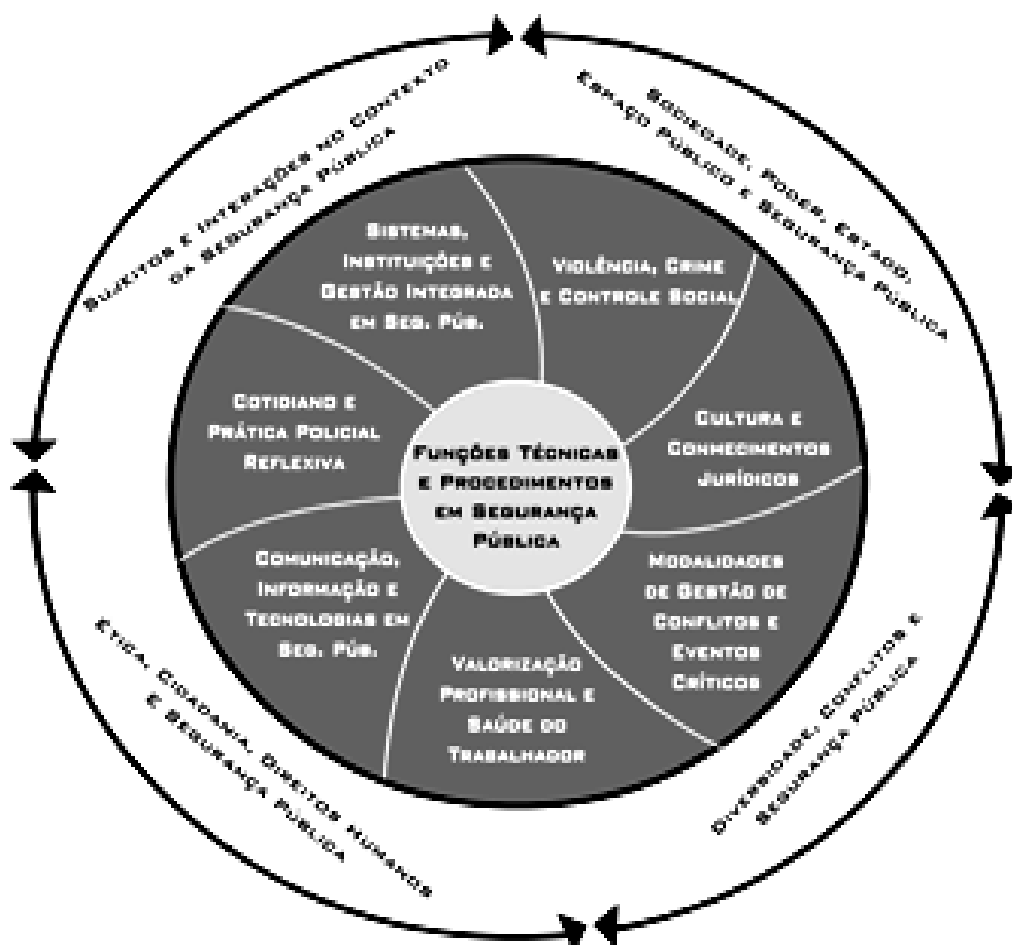 Sujeitos e Interações no Contexto
da Segurança Pública
Sociedade, Poder, Estado,
Espaço Público e Segurança Pública
Sistemas,
Instituições e
Gestão Integrada
em Seg. Púb.
Violência, Crime
e Controle Social
Cotidiano e
Prática Policial
Reflexiva
Funções Técnicas
e Procedimentos
em Segurança
Pública
Cultura e
Conhecimentos
Jurídicos
Comunicação,
Informação e
Tecnologias em
Seg. Púb.
Valorização
Profissional e
Saúde do
Trabalhador
Modalidades
de Gestão de
Conflitos e
Eventos
Críticos
Ética, Cidadania, Direitos Humanos
e Segurança Pública
Diversidade, Conflitos e
Segurança Pública